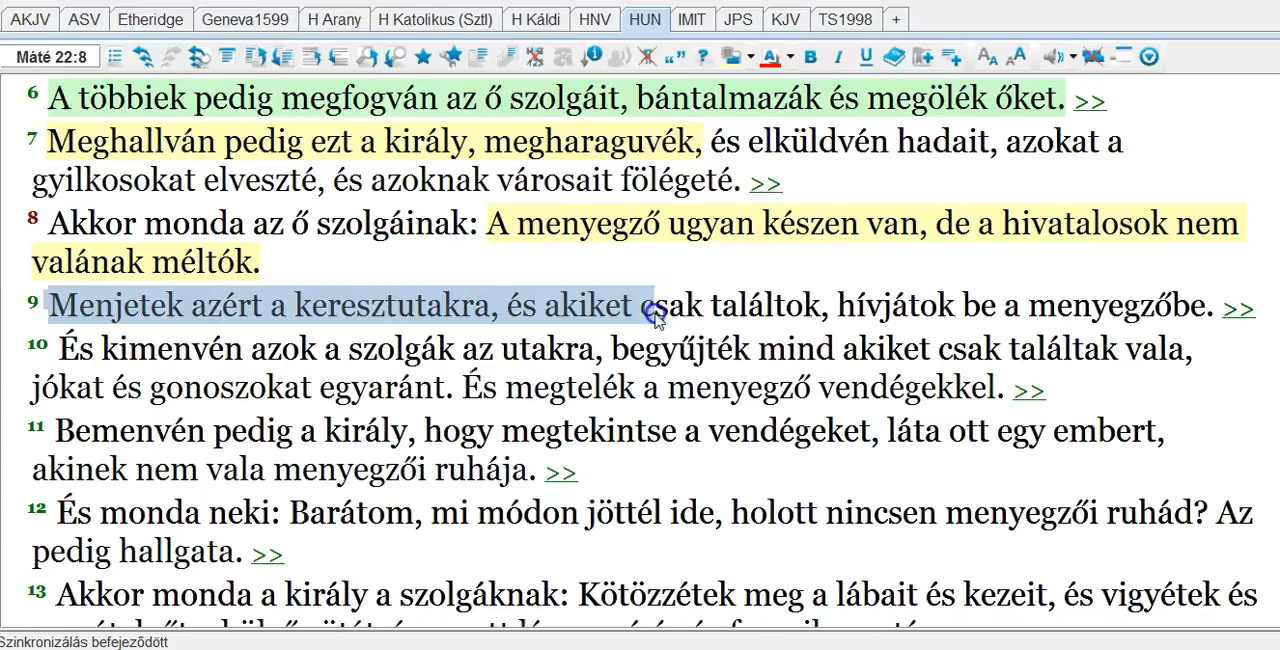 AKJV ASV Etheridge Geneva1599 H Arany H Katolikus (Sztl) H Káldi HNV HUN IMIT JPS KJV TS1998 +
Máté 22:8
6 A többiek pedig megfogván az ő szolgáit, bántalmazák és megölék őket. >>
7 Meghallván pedig ezt a király, megharaguvék, és elküldvén hadait, azokat a
gyilkosokat elveszté, és azoknak városait fölégeté. >>
8 Akkor monda az ő szolgáinak: A menyegző ugyan készen van, de a hivatalosok nem
valának méltók.
9 Menjetek azért a keresztutakra, és akiket csak találtok, hívjátok be a menyegzőbe. >>
10 És kimenvén azok a szolgák az utakra, begyűjték mind akiket csak találtak vala,
jókat és gonoszokat egyaránt. És megtelék a menyegző vendégekkel. >>
11 Bemenvén pedig a király, hogy megtekintse a vendégeket, láta ott egy embert,
akinek nem vala menyegzői ruhája. >>
12 És monda neki: Barátom, mi módon jöttél ide, holott nincsen menyegzői ruhád? Az
pedig hallgata. >>
13 Akkor monda a király a szolgáknak: Kötözzétek meg a lábait és kezeit, és vigyétek és
Szinkronizálás befejeződött